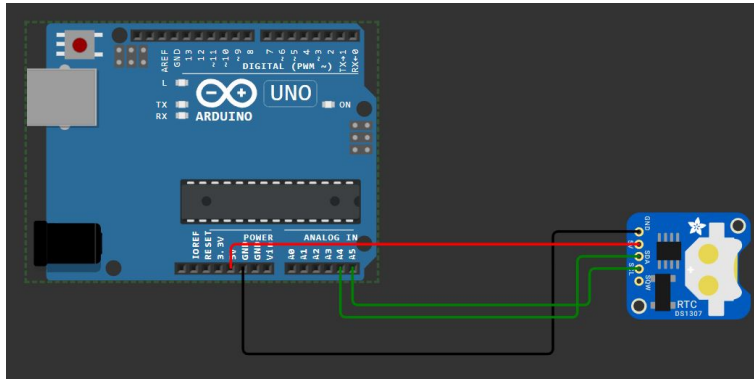 AREF
GND
13
12
~11
~10
~9
8
7
~6
~5
4
~3
2
TX→1
RX←0
DIGITAL (PWM ~)
L
TX
RX
UNO
ON
ARDUINO
POWER
ANALOG IN
IOREF
RESET
3.3V
5V
GND
GND
Vin
A0
A1
A2
A3
A4
A5
GND
SDA
SQW
+
RTC
DS1307